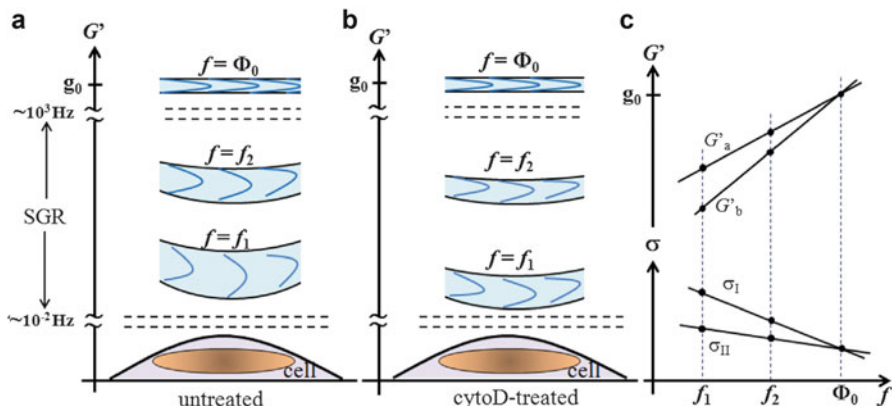 a
G'
f = Φ₀
g₀
~10³Hz
f = f₂
SGR
f = f₁
~10⁻²Hz
cell
untreated
b
G'
f = Φ₀
g₀
f = f₂
f = f₁
cell
cytoD-treated
c
G'
g₀
G'a
G'b
σ
σI
σII
f₁ f₂ Φ₀ f